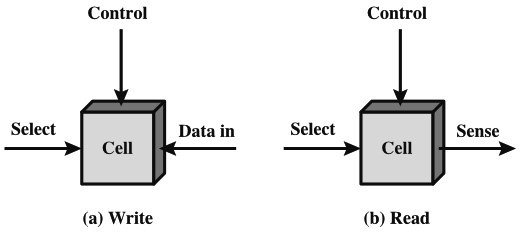 Control
Control
Select
Cell
Data in
Select
Cell
Sense
(a) Write
(b) Read